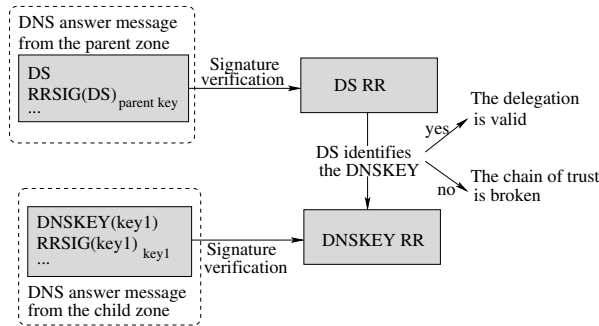 DNS answer message
from the parent zone
DS
RRSIG(DS) parent key
...
Signature
verification
DS RR
DS identifies
the DNSKEY
yes
The delegation
is valid
no
The chain of trust
is broken
DNSKEY(key1)
RRSIG(key1) key1
...
Signature
verification
DNSKEY RR
DNS answer message
from the child zone